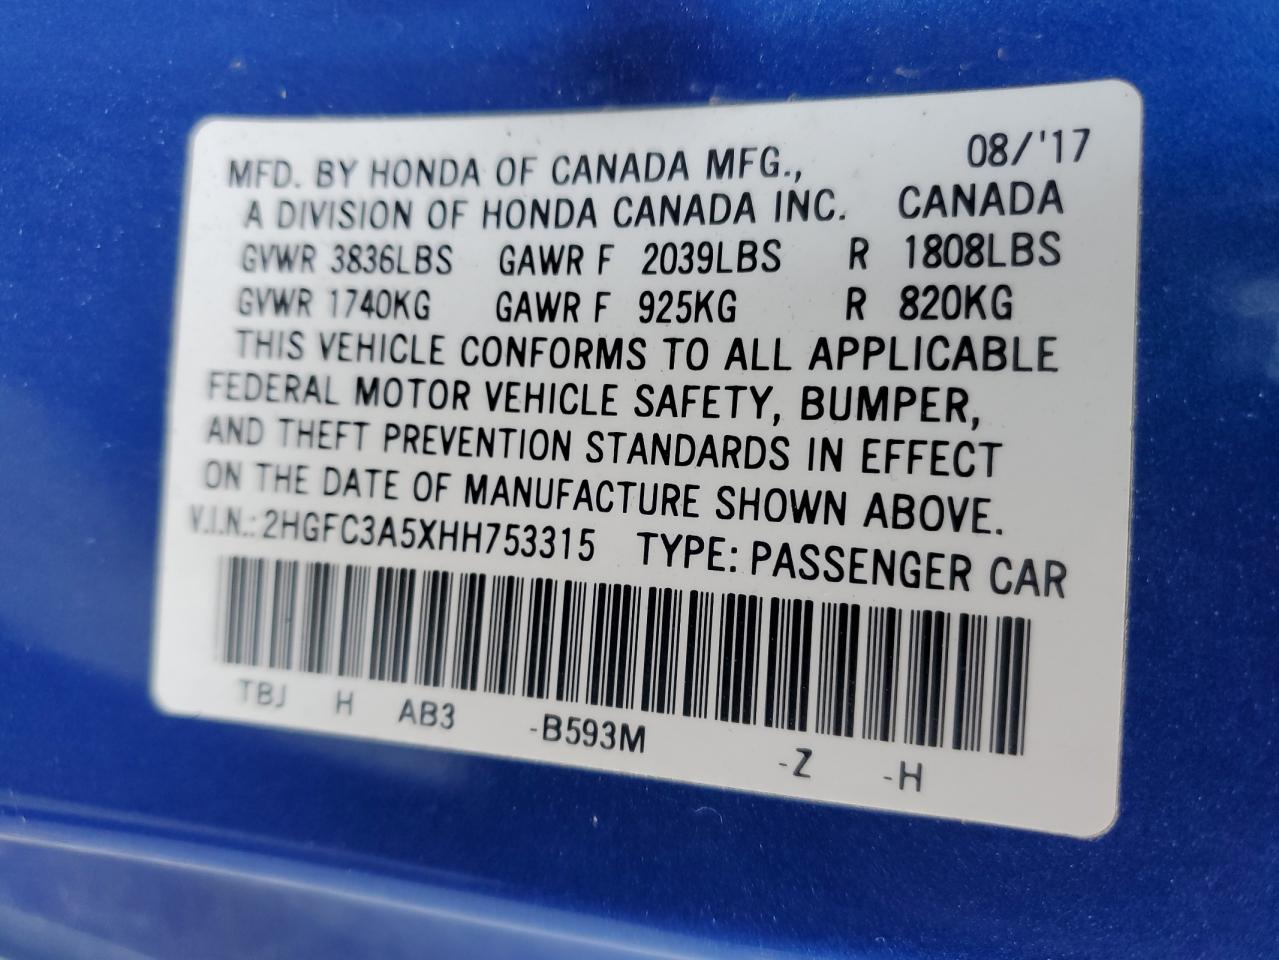 08/'17
MFD. BY HONDA OF CANADA MFG.,
A DIVISION OF HONDA CANADA INC. CANADA
GVWR 3836LBS GAWR F 2039LBS R 1808LBS
GVWR 1740KG GAWR F 925KG R 820KG
THIS VEHICLE CONFORMS TO ALL APPLICABLE
FEDERAL MOTOR VEHICLE SAFETY, BUMPER,
AND THEFT PREVENTION STANDARDS IN EFFECT
ON THE DATE OF MANUFACTURE SHOWN ABOVE.
V.I.N.: 2HGFC3A5XHH753315 TYPE: PASSENGER CAR
TBJ H AB3 -B593M -Z -H